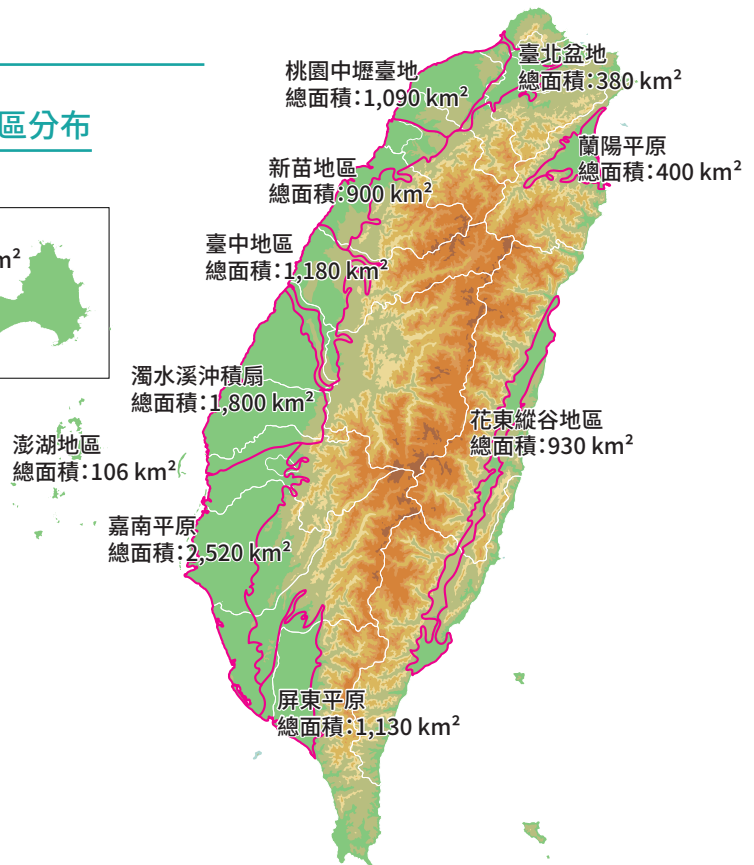 區分布
m²
臺北盆地
總面積：380 km²
桃園中壢臺地
總面積：1,090 km²
蘭陽平原
總面積：400 km²
新苗地區
總面積：900 km²
臺中地區
總面積：1,180 km²
濁水溪沖積扇
總面積：1,800 km²
花東縱谷地區
總面積：930 km²
澎湖地區
總面積：106 km²
嘉南平原
總面積：2,520 km²
屏東平原
總面積：1,130 km²